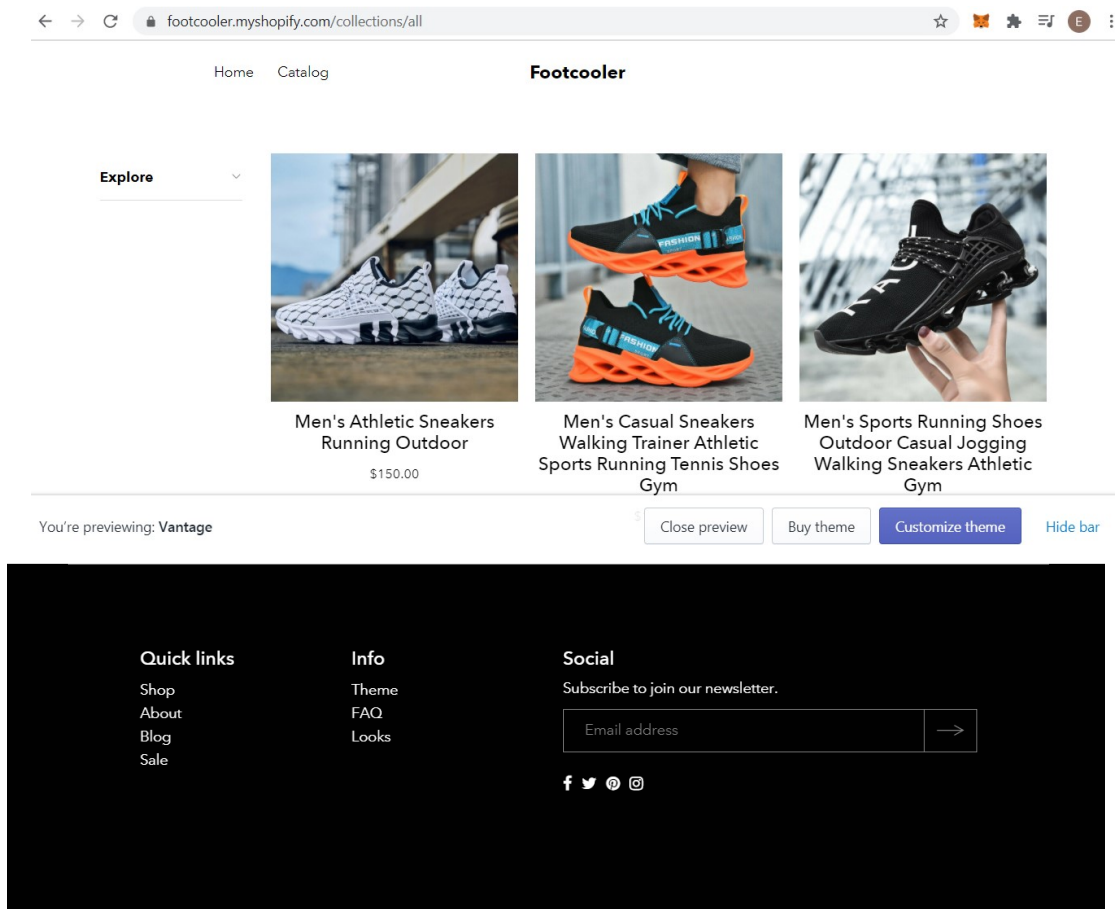 footcooler.myshopify.com/collections/all
E
Home Catalog Footcooler
Explore
FASHION
FASHION
Men's Athletic Sneakers
Running Outdoor
$150.00
Men's Casual Sneakers
Walking Trainer Athletic
Sports Running Tennis Shoes
Gym
Men's Sports Running Shoes
Outdoor Casual Jogging
Walking Sneakers Athletic
Gym
$
You're previewing: Vantage
Close preview
Buy theme
Customize theme
Hide bar
Quick links
Shop
About
Blog
Sale
Info
Theme
FAQ
Looks
Social
Subscribe to join our newsletter.
Email address